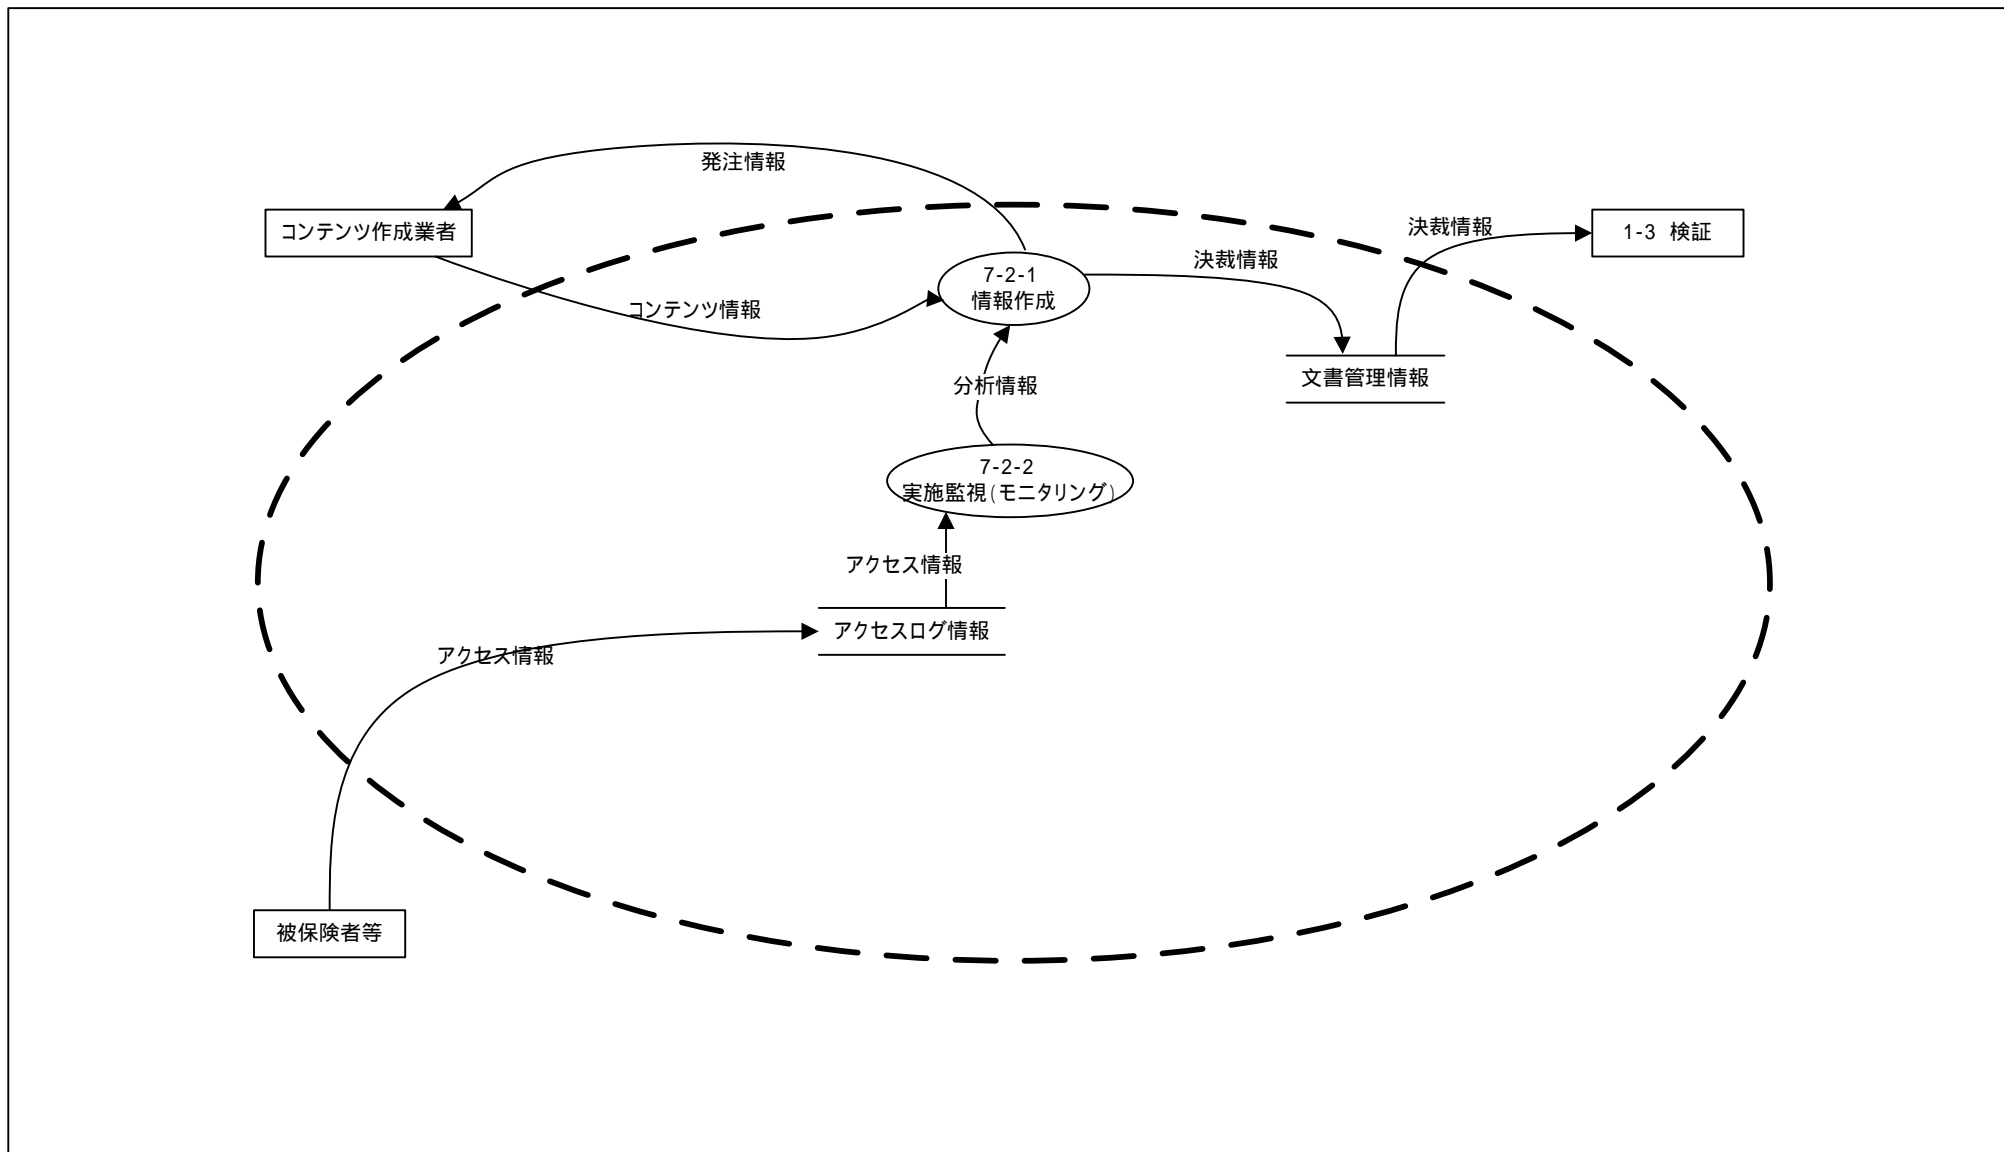 発注情報
コンテンツ作成業者
決裁情報
1-3 検証
決裁情報
7-2-1
情報作成
コンテンツ情報
文書管理情報
分析情報
7-2-2
実施監視(モニタリング)
アクセス情報
アクセスログ情報
アクセス情報
被保険者等